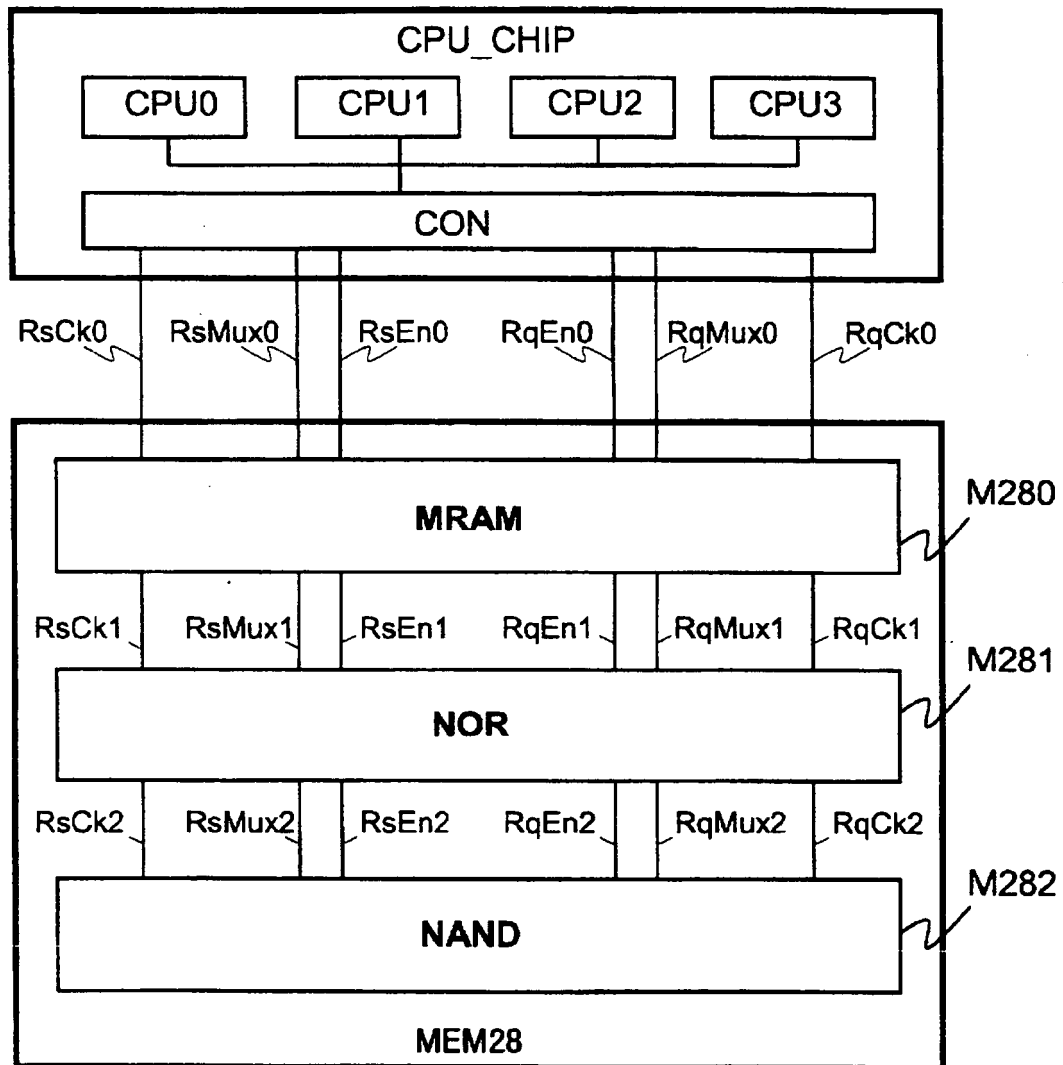 CPU_CHIP
CPU0 CPU1 CPU2 CPU3
CON
RsCk0 RsMux0 RsEn0 RqEn0 RqMux0 RqCk0
MRAM
M280
RsCk1 RsMux1 RsEn1 RqEn1 RqMux1 RqCk1
M281
NOR
RsCk2 RsMux2 RsEn2 RqEn2 RqMux2 RqCk2
M282
NAND
MEM28